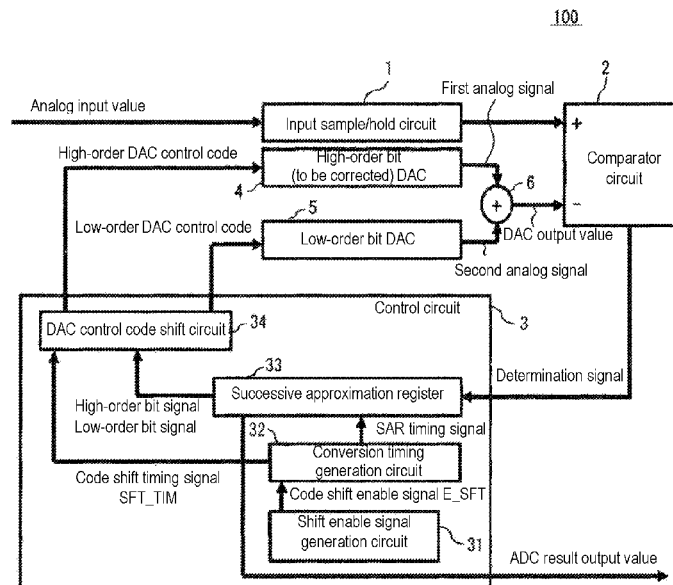 100
1
First analog signal
2
Analog input value
Input sample/hold circuit
+
High-order DAC control code
High-order bit
(to be corrected) DAC
4
6
+
Comparator
circuit
−
Low-order DAC control code
5
Low-order bit DAC
DAC output value
Second analog signal
Control circuit
3
DAC control code shift circuit
34
33
Determination signal
Successive approximation register
High-order bit signal
Low-order bit signal
32
SAR timing signal
Conversion timing
generation circuit
Code shift timing signal
SFT_TIM
Code shift enable signal E_SFT
Shift enable signal
generation circuit
31
ADC result output value